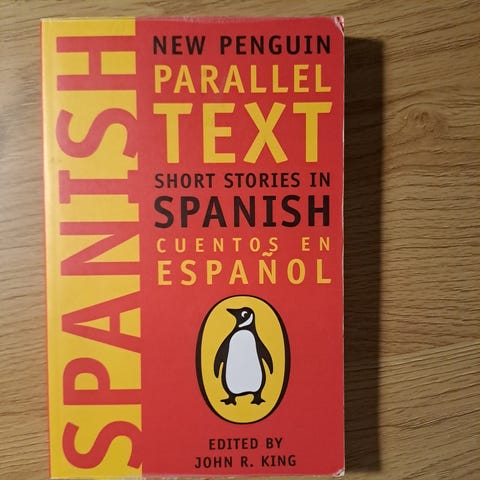 SPANISH
NEW PENGUIN
PARALLEL
TEXT
SHORT STORIES IN
SPANISH
CUENTOS EN
ESPAÑOL
EDITED BY
JOHN R. KING